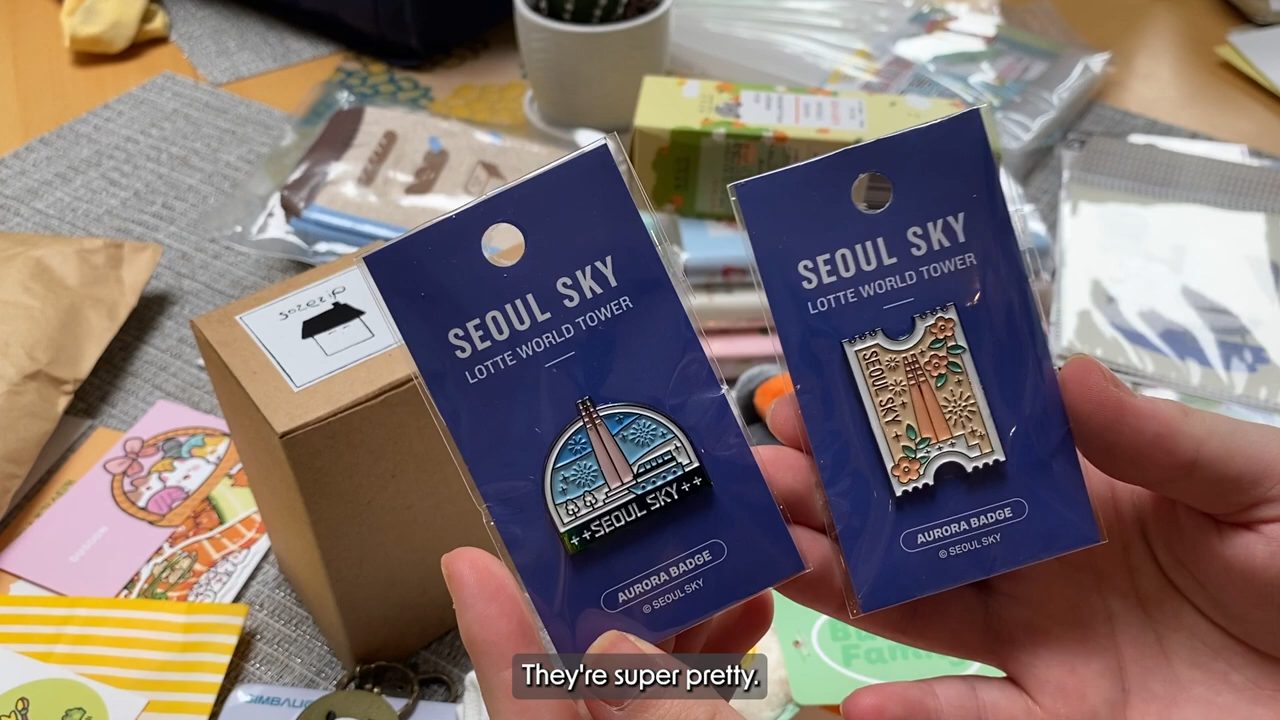 sozezip
SEOUL SKY
LOTTE WORLD TOWER
++SEOUL SKY++
AURORA BADGE
© SEOUL SKY
SEOUL SKY
LOTTE WORLD TOWER
SEOUL SKY
AURORA BADGE
© SEOUL SKY
They're super pretty.